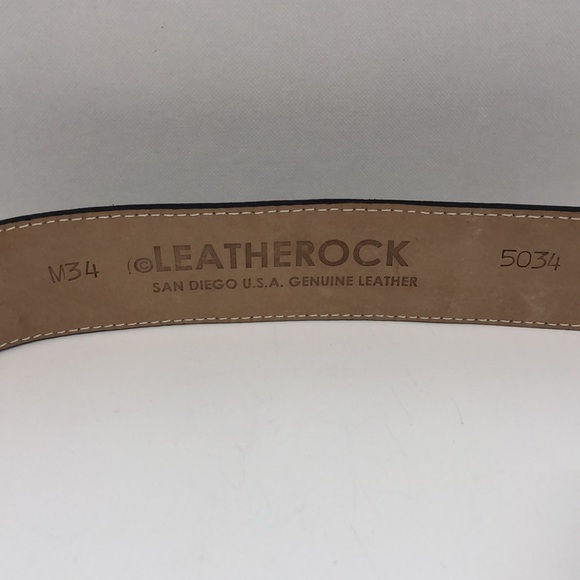 M34 ©LEATHEROCK 5034
SAN DIEGO U.S.A. GENUINE LEATHER